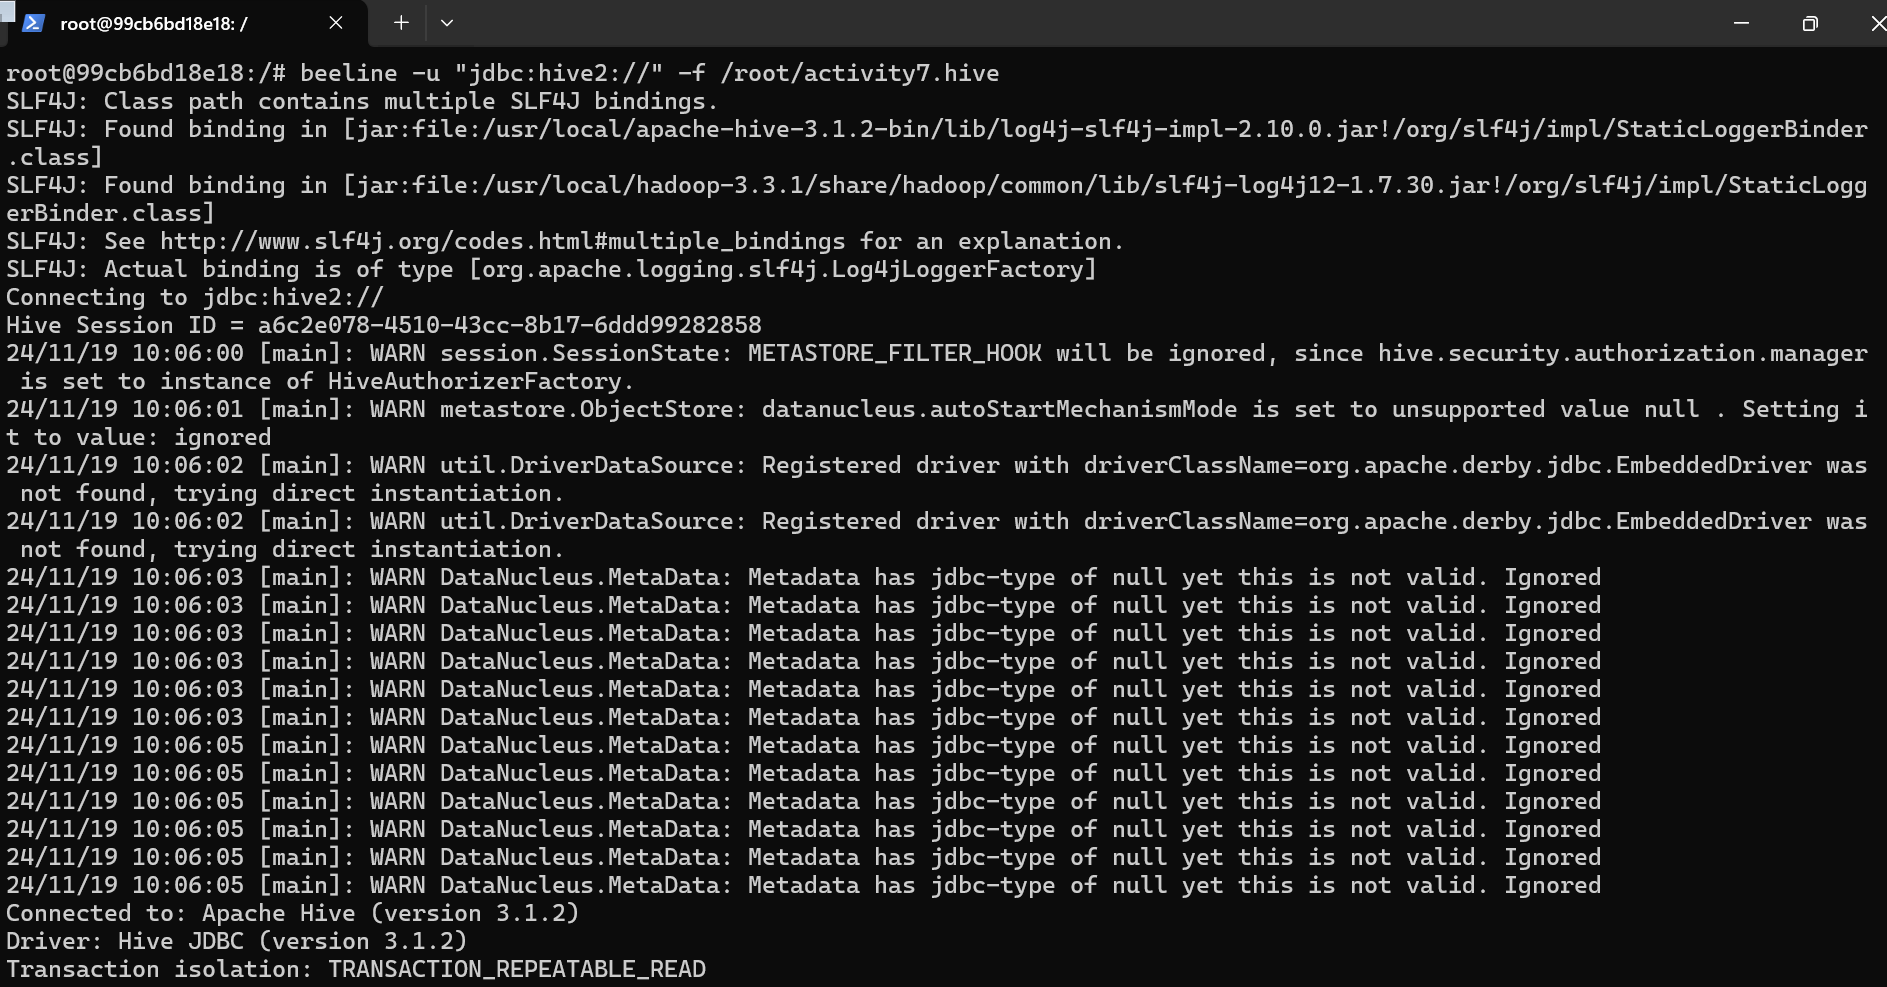 root@99cb6bd18e18: /
root@99cb6bd18e18:/# beeline -u "jdbc:hive2://" -f /root/activity7.hive
SLF4J: Class path contains multiple SLF4J bindings.
SLF4J: Found binding in [jar:file:/usr/local/apache-hive-3.1.2-bin/lib/log4j-slf4j-impl-2.10.0.jar!/org/slf4j/impl/StaticLoggerBinder
.class]
SLF4J: Found binding in [jar:file:/usr/local/hadoop-3.3.1/share/hadoop/common/lib/slf4j-log4j12-1.7.30.jar!/org/slf4j/impl/StaticLogg
erBinder.class]
SLF4J: See http://www.slf4j.org/codes.html#multiple_bindings for an explanation.
SLF4J: Actual binding is of type [org.apache.logging.slf4j.Log4jLoggerFactory]
Connecting to jdbc:hive2://
Hive Session ID = a6c2e078-4510-43cc-8b17-6ddd99282858
24/11/19 10:06:00 [main]: WARN session.SessionState: METASTORE_FILTER_HOOK will be ignored, since hive.security.authorization.manager
 is set to instance of HiveAuthorizerFactory.
24/11/19 10:06:01 [main]: WARN metastore.ObjectStore: datanucleus.autoStartMechanismMode is set to unsupported value null . Setting i
t to value: ignored
24/11/19 10:06:02 [main]: WARN util.DriverDataSource: Registered driver with driverClassName=org.apache.derby.jdbc.EmbeddedDriver was
 not found, trying direct instantiation.
24/11/19 10:06:02 [main]: WARN util.DriverDataSource: Registered driver with driverClassName=org.apache.derby.jdbc.EmbeddedDriver was
 not found, trying direct instantiation.
24/11/19 10:06:03 [main]: WARN DataNucleus.MetaData: Metadata has jdbc-type of null yet this is not valid. Ignored
24/11/19 10:06:03 [main]: WARN DataNucleus.MetaData: Metadata has jdbc-type of null yet this is not valid. Ignored
24/11/19 10:06:03 [main]: WARN DataNucleus.MetaData: Metadata has jdbc-type of null yet this is not valid. Ignored
24/11/19 10:06:03 [main]: WARN DataNucleus.MetaData: Metadata has jdbc-type of null yet this is not valid. Ignored
24/11/19 10:06:03 [main]: WARN DataNucleus.MetaData: Metadata has jdbc-type of null yet this is not valid. Ignored
24/11/19 10:06:03 [main]: WARN DataNucleus.MetaData: Metadata has jdbc-type of null yet this is not valid. Ignored
24/11/19 10:06:05 [main]: WARN DataNucleus.MetaData: Metadata has jdbc-type of null yet this is not valid. Ignored
24/11/19 10:06:05 [main]: WARN DataNucleus.MetaData: Metadata has jdbc-type of null yet this is not valid. Ignored
24/11/19 10:06:05 [main]: WARN DataNucleus.MetaData: Metadata has jdbc-type of null yet this is not valid. Ignored
24/11/19 10:06:05 [main]: WARN DataNucleus.MetaData: Metadata has jdbc-type of null yet this is not valid. Ignored
24/11/19 10:06:05 [main]: WARN DataNucleus.MetaData: Metadata has jdbc-type of null yet this is not valid. Ignored
24/11/19 10:06:05 [main]: WARN DataNucleus.MetaData: Metadata has jdbc-type of null yet this is not valid. Ignored
Connected to: Apache Hive (version 3.1.2)
Driver: Hive JDBC (version 3.1.2)
Transaction isolation: TRANSACTION_REPEATABLE_READ